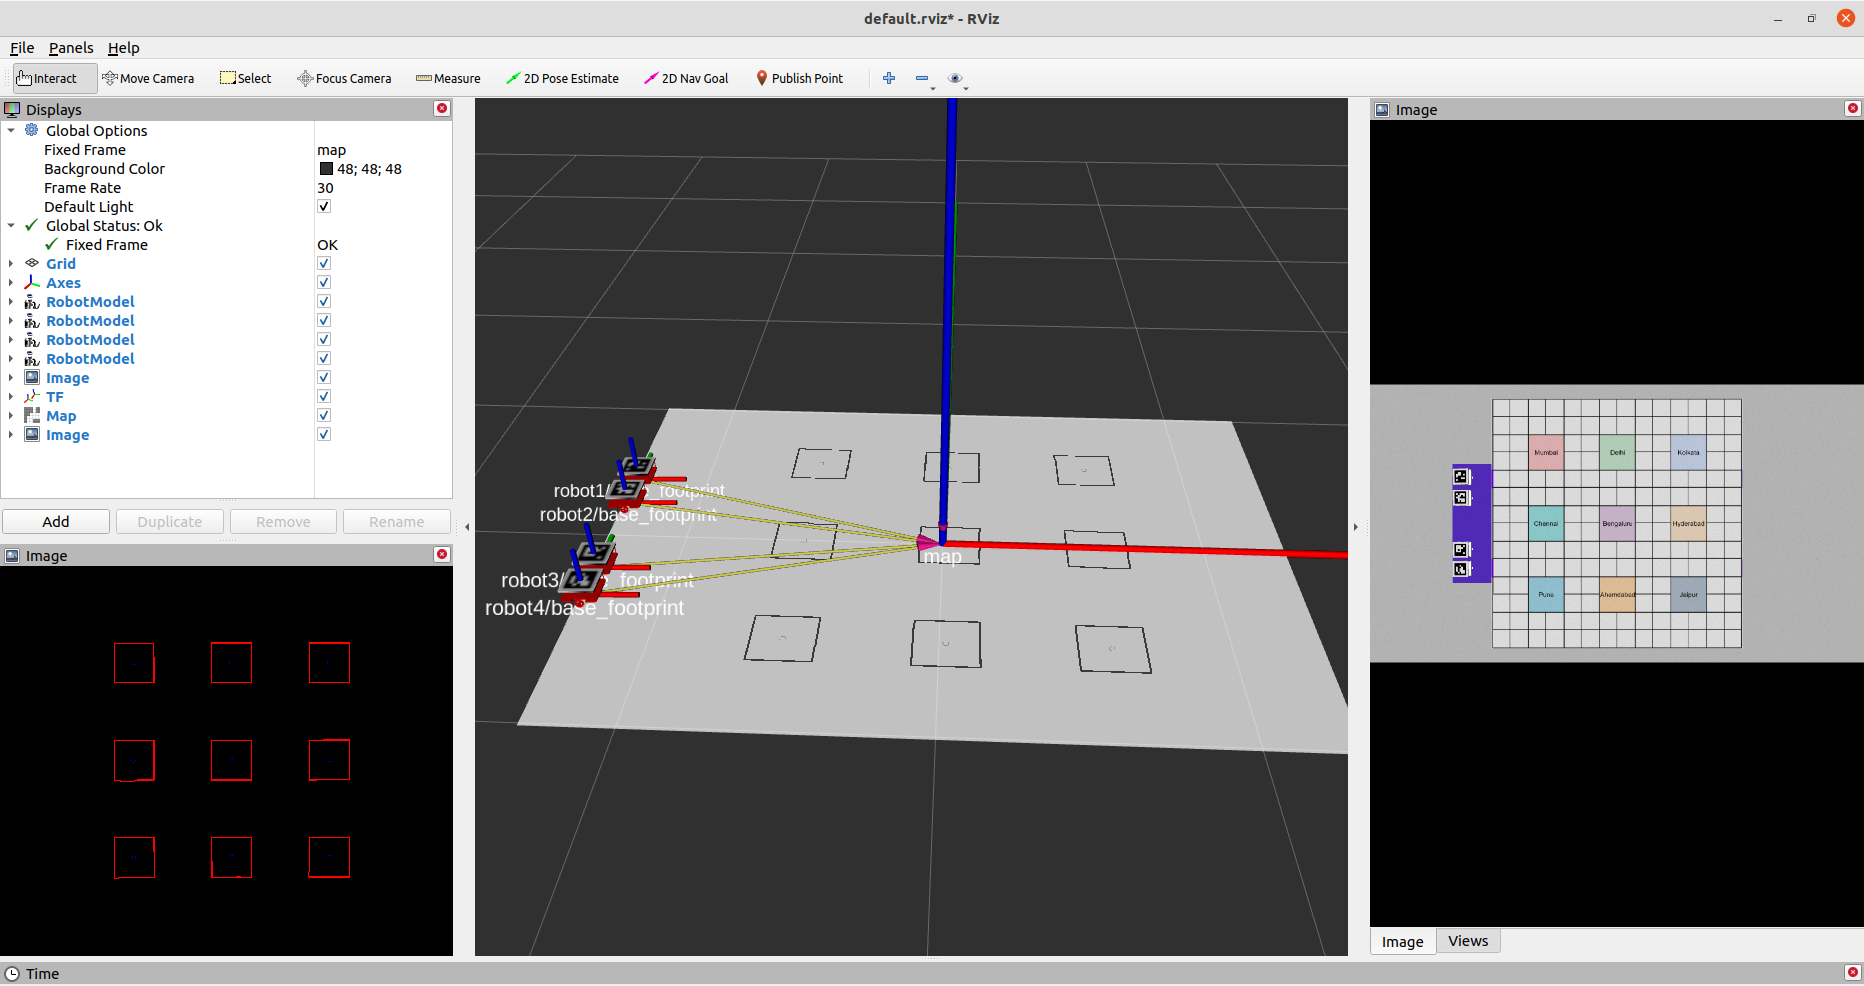 default.rviz* - RViz
File Panels Help
Interact Move Camera Select Focus Camera Measure 2D Pose Estimate 2D Nav Goal Publish Point
Displays
Global Options
Fixed Frame map
Background Color 48; 48; 48
Frame Rate 30
Default Light
Global Status: Ok
Fixed Frame OK
Grid
Axes
RobotModel
RobotModel
RobotModel
RobotModel
Image
TF
Map
Image
Add Duplicate Remove Rename
Image
robot1/ _footprint
robot2/base_footprint
map
robot3/ _footprint
robot4/base_footprint
Image
Mumbai Delhi Kolkata
Chennai Bengaluru Hyderabad
Pune Ahemdabad Jaipur
Image Views
Time